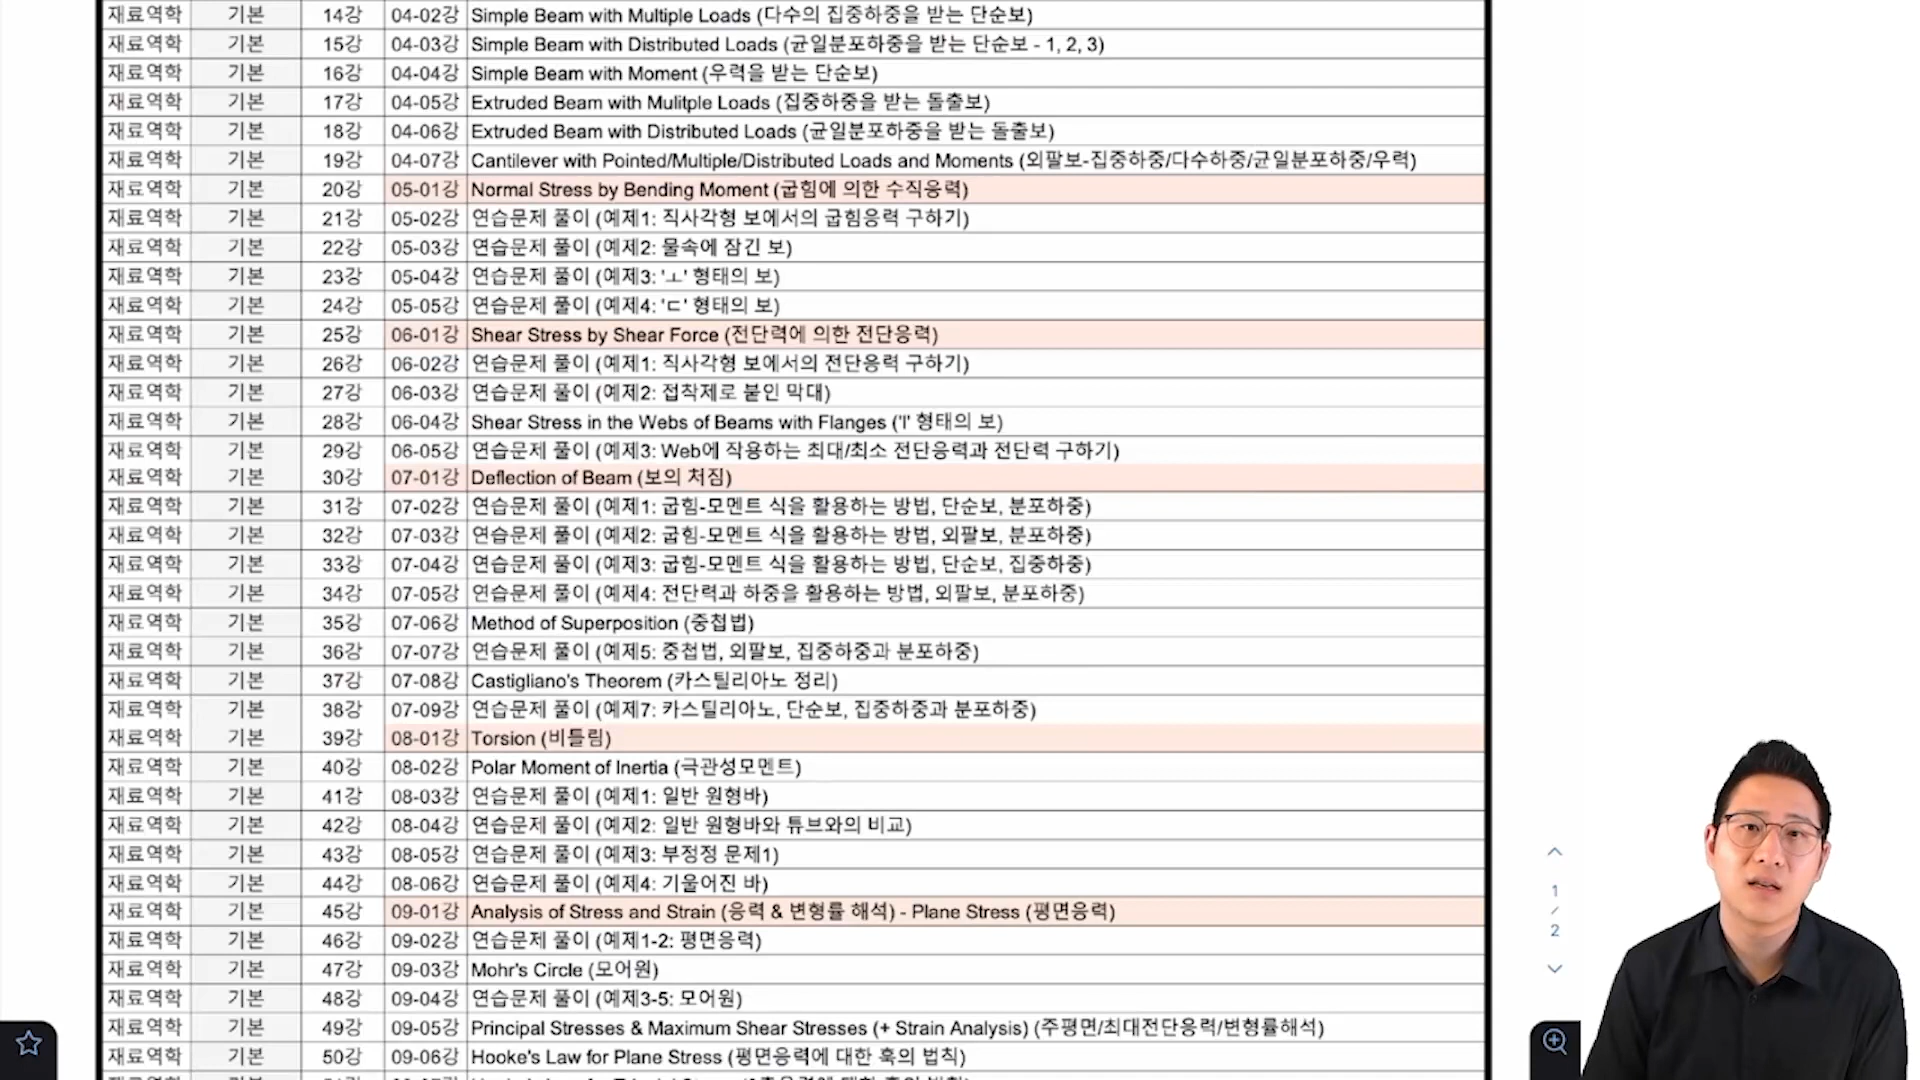 재료역학 기본 14강 04-02강 Simple Beam with Multiple Loads (다수의 집중하중을 받는 단순보)
재료역학 기본 15강 04-03강 Simple Beam with Distributed Loads (균일분포하중을 받는 단순보 - 1, 2, 3)
재료역학 기본 16강 04-04강 Simple Beam with Moment (우력을 받는 단순보)
재료역학 기본 17강 04-05강 Extruded Beam with Mulitple Loads (집중하중을 받는 돌출보)
재료역학 기본 18강 04-06강 Extruded Beam with Distributed Loads (균일분포하중을 받는 돌출보)
재료역학 기본 19강 04-07강 Cantilever with Pointed/Multiple/Distributed Loads and Moments (외팔보-집중하중/다수하중/균일분포하중/우력)
재료역학 기본 20강 05-01강 Normal Stress by Bending Moment (굽힘에 의한 수직응력)
재료역학 기본 21강 05-02강 연습문제 풀이 (예제1: 직사각형 보에서의 굽힘응력 구하기)
재료역학 기본 22강 05-03강 연습문제 풀이 (예제2: 물속에 잠긴 보)
재료역학 기본 23강 05-04강 연습문제 풀이 (예제3: 'ㅗ' 형태의 보)
재료역학 기본 24강 05-05강 연습문제 풀이 (예제4: 'ㄷ' 형태의 보)
재료역학 기본 25강 06-01강 Shear Stress by Shear Force (전단력에 의한 전단응력)
재료역학 기본 26강 06-02강 연습문제 풀이 (예제1: 직사각형 보에서의 전단응력 구하기)
재료역학 기본 27강 06-03강 연습문제 풀이 (예제2: 접착제로 붙인 막대)
재료역학 기본 28강 06-04강 Shear Stress in the Webs of Beams with Flanges ('I' 형태의 보)
재료역학 기본 29강 06-05강 연습문제 풀이 (예제3: Web에 작용하는 최대/최소 전단응력과 전단력 구하기)
재료역학 기본 30강 07-01강 Deflection of Beam (보의 처짐)
재료역학 기본 31강 07-02강 연습문제 풀이 (예제1: 굽힘-모멘트 식을 활용하는 방법, 단순보, 분포하중)
재료역학 기본 32강 07-03강 연습문제 풀이 (예제2: 굽힘-모멘트 식을 활용하는 방법, 외팔보, 분포하중)
재료역학 기본 33강 07-04강 연습문제 풀이 (예제3: 굽힘-모멘트 식을 활용하는 방법, 단순보, 집중하중)
재료역학 기본 34강 07-05강 연습문제 풀이 (예제4: 전단력과 하중을 활용하는 방법, 외팔보, 분포하중)
재료역학 기본 35강 07-06강 Method of Superposition (중첩법)
재료역학 기본 36강 07-07강 연습문제 풀이 (예제5: 중첩법, 외팔보, 집중하중과 분포하중)
재료역학 기본 37강 07-08강 Castigliano's Theorem (카스틸리아노 정리)
재료역학 기본 38강 07-09강 연습문제 풀이 (예제7: 카스틸리아노, 단순보, 집중하중과 분포하중)
재료역학 기본 39강 08-01강 Torsion (비틀림)
재료역학 기본 40강 08-02강 Polar Moment of Inertia (극관성모멘트)
재료역학 기본 41강 08-03강 연습문제 풀이 (예제1: 일반 원형바)
재료역학 기본 42강 08-04강 연습문제 풀이 (예제2: 일반 원형바와 튜브와의 비교)
재료역학 기본 43강 08-05강 연습문제 풀이 (예제3: 부정정 문제1)
재료역학 기본 44강 08-06강 연습문제 풀이 (예제4: 기울어진 바)
재료역학 기본 45강 09-01강 Analysis of Stress and Strain (응력 & 변형률 해석) - Plane Stress (평면응력)
재료역학 기본 46강 09-02강 연습문제 풀이 (예제1-2: 평면응력)
재료역학 기본 47강 09-03강 Mohr's Circle (모어원)
재료역학 기본 48강 09-04강 연습문제 풀이 (예제3-5: 모어원)
재료역학 기본 49강 09-05강 Principal Stresses & Maximum Shear Stresses (+ Strain Analysis) (주평면/최대전단응력/변형률해석)
재료역학 기본 50강 09-06강 Hooke's Law for Plane Stress (평면응력에 대한 훅의 법칙)
1
/
2